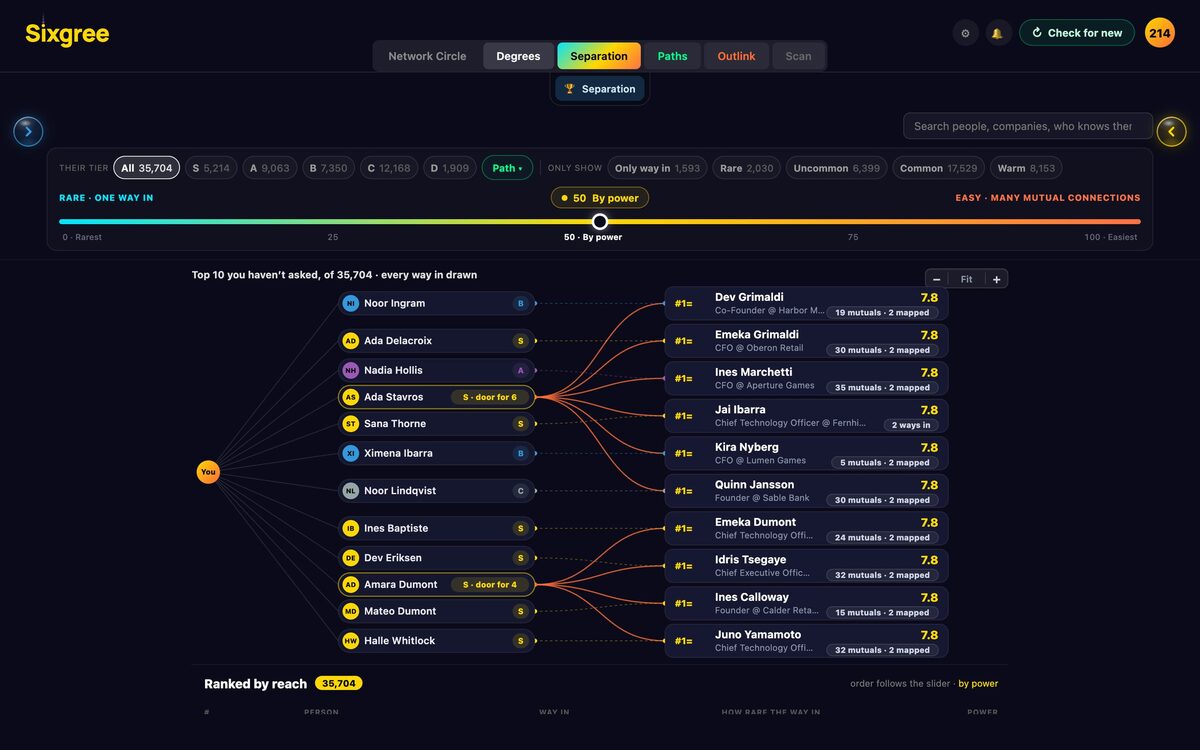 Sixgree
Network Circle
Degrees
Separation
Paths
Outlink
Scan
Check for new
214
🏆 Separation
Search people, companies, who knows ther
THEIR TIER
All 35,704
S 5,214
A 9,063
B 7,350
C 12,168
D 1,909
Path
ONLY SHOW
Only way in 1,593
Rare 2,030
Uncommon 6,399
Common 17,529
Warm 8,153
RARE · ONE WAY IN
50 By power
EASY · MANY MUTUAL CONNECTIONS
0 · Rarest
25
50 · By power
75
100 · Easiest
Top 10 you haven't asked, of 35,704 · every way in drawn
− Fit +
You
NI Noor Ingram B
AD Ada Delacroix S
NH Nadia Hollis A
AS Ada Stavros S · door for 6
ST Sana Thorne S
XI Ximena Ibarra B
NL Noor Lindqvist C
IB Ines Baptiste S
DE Dev Eriksen S
AD Amara Dumont S · door for 4
MD Mateo Dumont S
HW Halle Whitlock S
#1= Dev Grimaldi 7.8
Co-Founder @ Harbor M... 19 mutuals · 2 mapped
#1= Emeka Grimaldi 7.8
CFO @ Oberon Retail 30 mutuals · 2 mapped
#1= Ines Marchetti 7.8
CFO @ Aperture Games 35 mutuals · 2 mapped
#1= Jai Ibarra 7.8
Chief Technology Officer @ Fernhi... 2 ways in
#1= Kira Nyberg 7.8
CFO @ Lumen Games 5 mutuals · 2 mapped
#1= Quinn Jansson 7.8
Founder @ Sable Bank 30 mutuals · 2 mapped
#1= Emeka Dumont 7.8
Chief Technology Offi... 24 mutuals · 2 mapped
#1= Idris Tsegaye 7.8
Chief Executive Offic... 32 mutuals · 2 mapped
#1= Ines Calloway 7.8
Founder @ Calder Reta... 15 mutuals · 2 mapped
#1= Juno Yamamoto 7.8
Chief Technology Offi... 32 mutuals · 2 mapped
Ranked by reach 35,704
order follows the slider · by power
# PERSON WAY IN HOW RARE THE WAY IN POWER